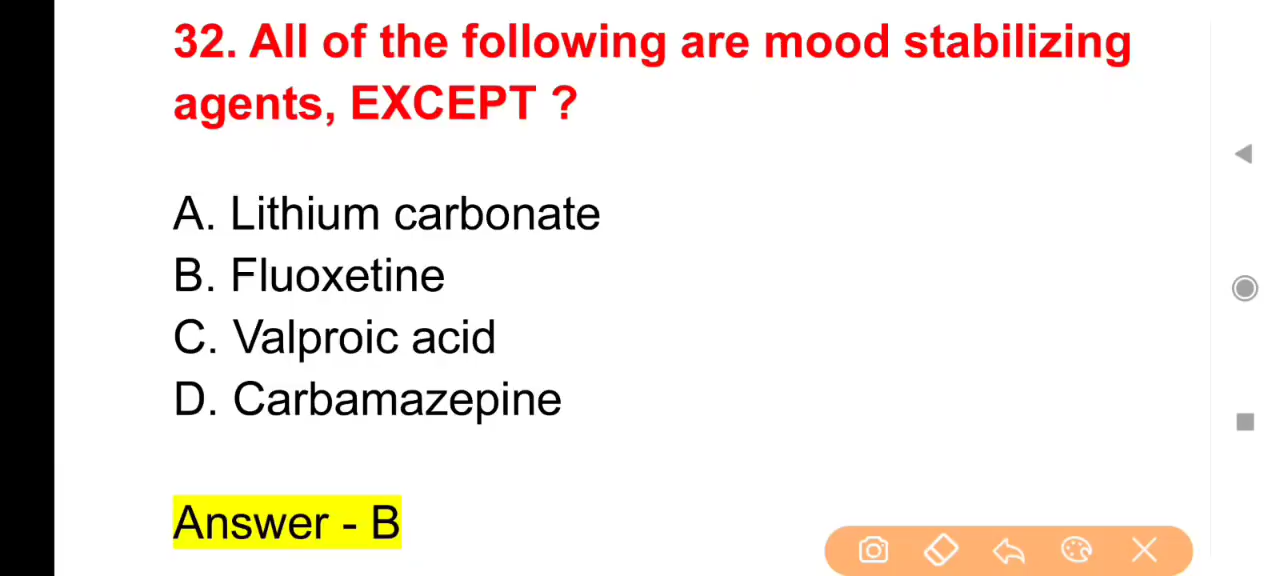 32. All of the following are mood stabilizing
agents, EXCEPT ?
A. Lithium carbonate
B. Fluoxetine
C. Valproic acid
D. Carbamazepine
Answer - B